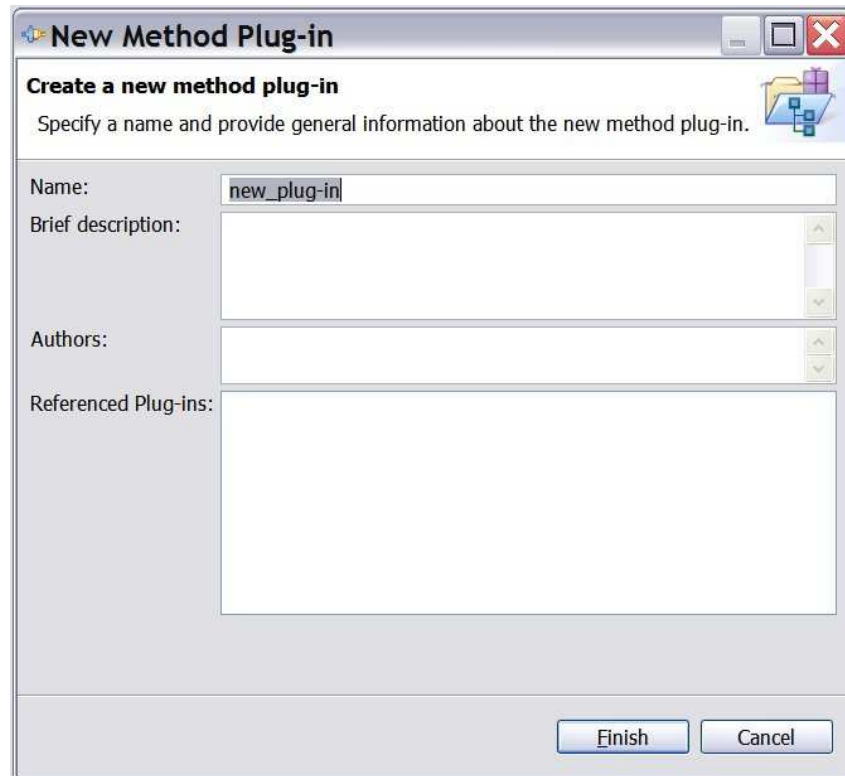 New Method Plug-in
Create a new method plug-in
Specify a name and provide general information about the new method plug-in.
Name: new_plug-in
Brief description:
Authors:
Referenced Plug-ins:
Finish Cancel